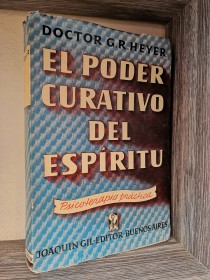 DOCTOR G.R. HEYER
EL PODER
CURATIVO
DEL
ESPÍRITU
Psicoterapia práctica
JOAQUIN GIL-EDITOR-BUENOS AIRES